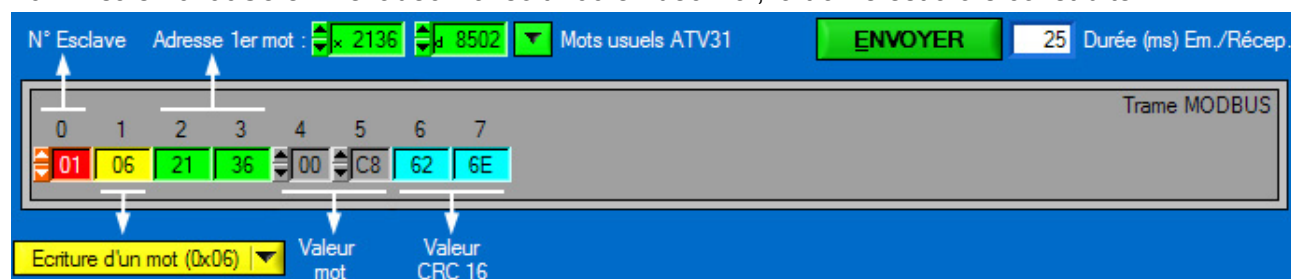 N° Esclave Adresse 1er mot : x 2136 d 8502 Mots usuels ATV31 ENVOYER 25 Durée (ms) Em./Récep.
Trame MODBUS
0 1 2 3 4 5 6 7
01 06 21 36 00 C8 62 6E
Ecriture d'un mot (0x06)
Valeur mot
Valeur CRC 16